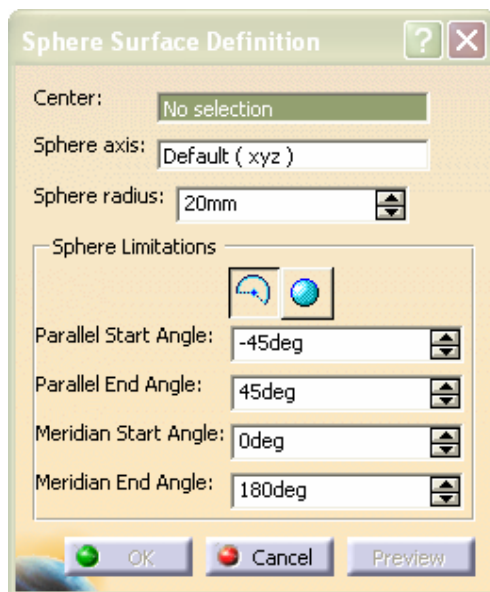 Sphere Surface Definition ?
Center: No selection
Sphere axis: Default ( xyz )
Sphere radius: 20mm
Sphere Limitations
Parallel Start Angle: -45deg
Parallel End Angle: 45deg
Meridian Start Angle: 0deg
Meridian End Angle: 180deg
OK Cancel Preview